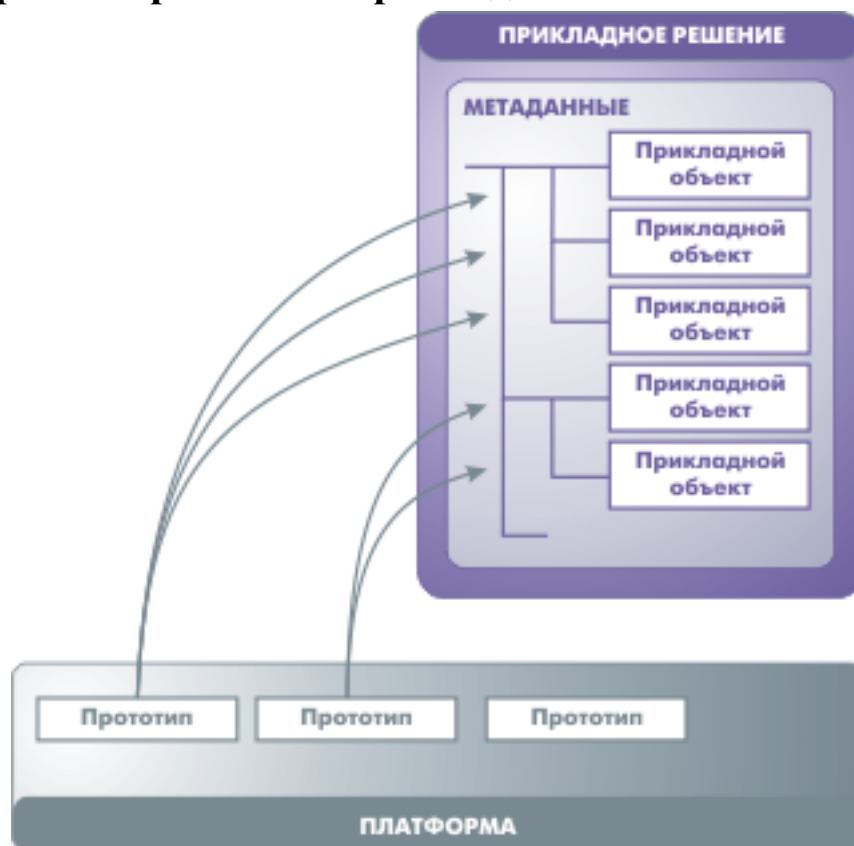 ПРИКЛАДНОЕ РЕШЕНИЕ
МЕТАДАННЫЕ
Прикладной
объект
Прикладной
объект
Прикладной
объект
Прикладной
объект
Прикладной
объект
Прототип
Прототип
Прототип
ПЛАТФОРМА